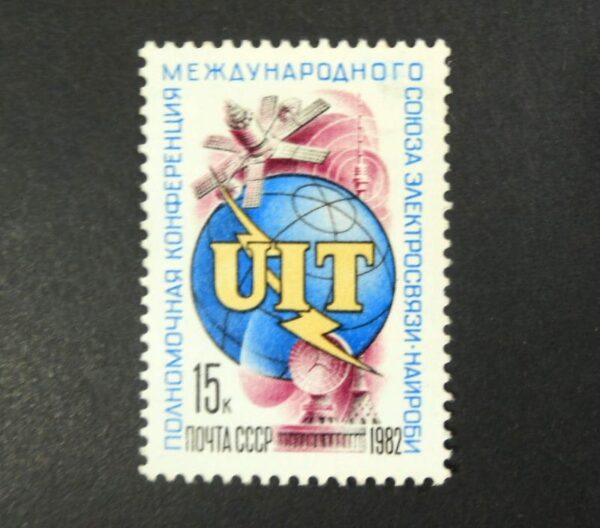 ПОЛНОМОЧНАЯ КОНФЕРЕНЦИЯ
МЕЖДУНАРОДНОГО
СОЮЗА ЭЛЕКТРОСВЯЗИ·НАЙРОБИ
UIT
15к
ПОЧТА СССР 1982